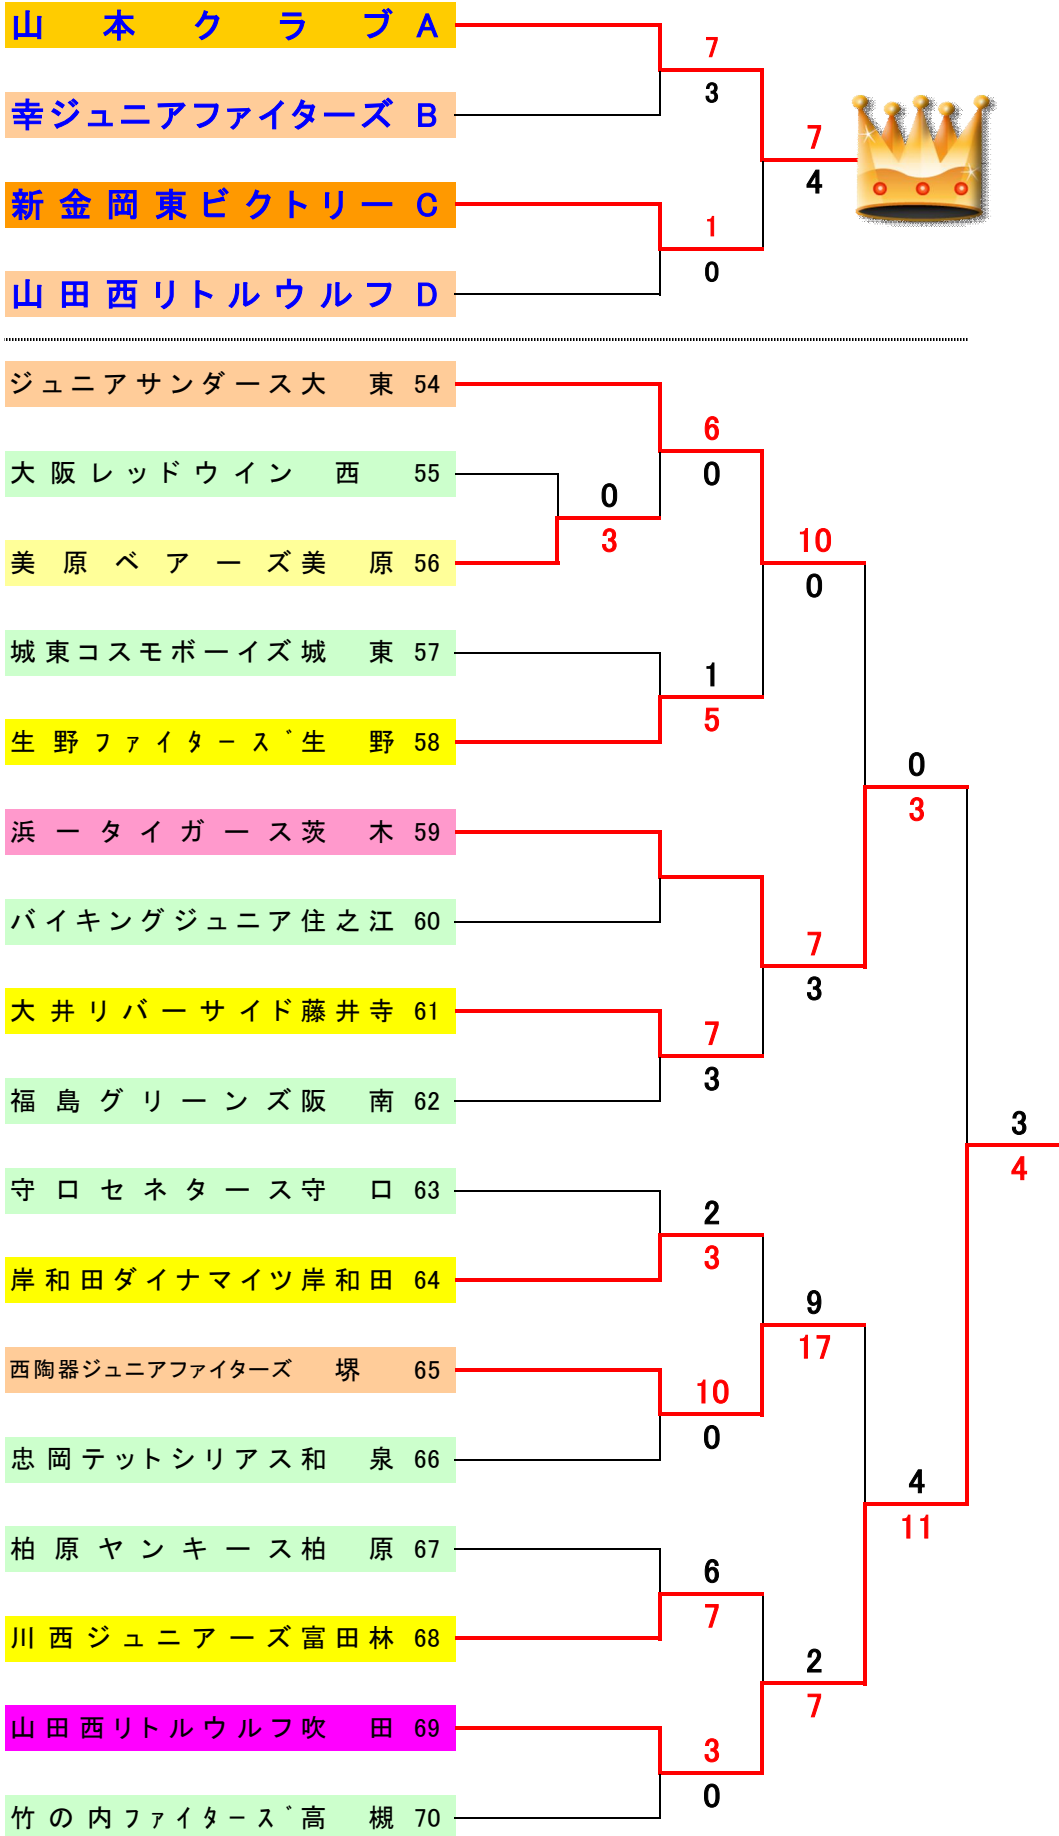 山本クラブ A
7
3
幸ジュニアファイターズ B
7
4
新金岡東ビクトリー C
1
0
山田西リトルウルフ D
ジュニアサンダース 大東 54
6
0
大阪レッドウイン 西 55
0
3
美原ベアーズ 美原 56
10
0
城東コスモボーイズ 城東 57
1
5
生野ファイターズ 生野 58
0
3
浜一タイガース 茨木 59
バイキングジュニア 住之江 60
7
3
大井リバーサイド 藤井寺 61
7
3
福島グリーンズ 阪南 62
3
4
守口セネタース 守口 63
2
3
岸和田ダイナマイツ 岸和田 64
9
17
西陶器ジュニアファイターズ 堺 65
10
0
忠岡テットシリアス 和泉 66
4
11
柏原ヤンキース 柏原 67
6
7
川西ジュニアーズ 富田林 68
2
7
山田西リトルウルフ 吹田 69
3
0
竹の内ファイターズ 高槻 70